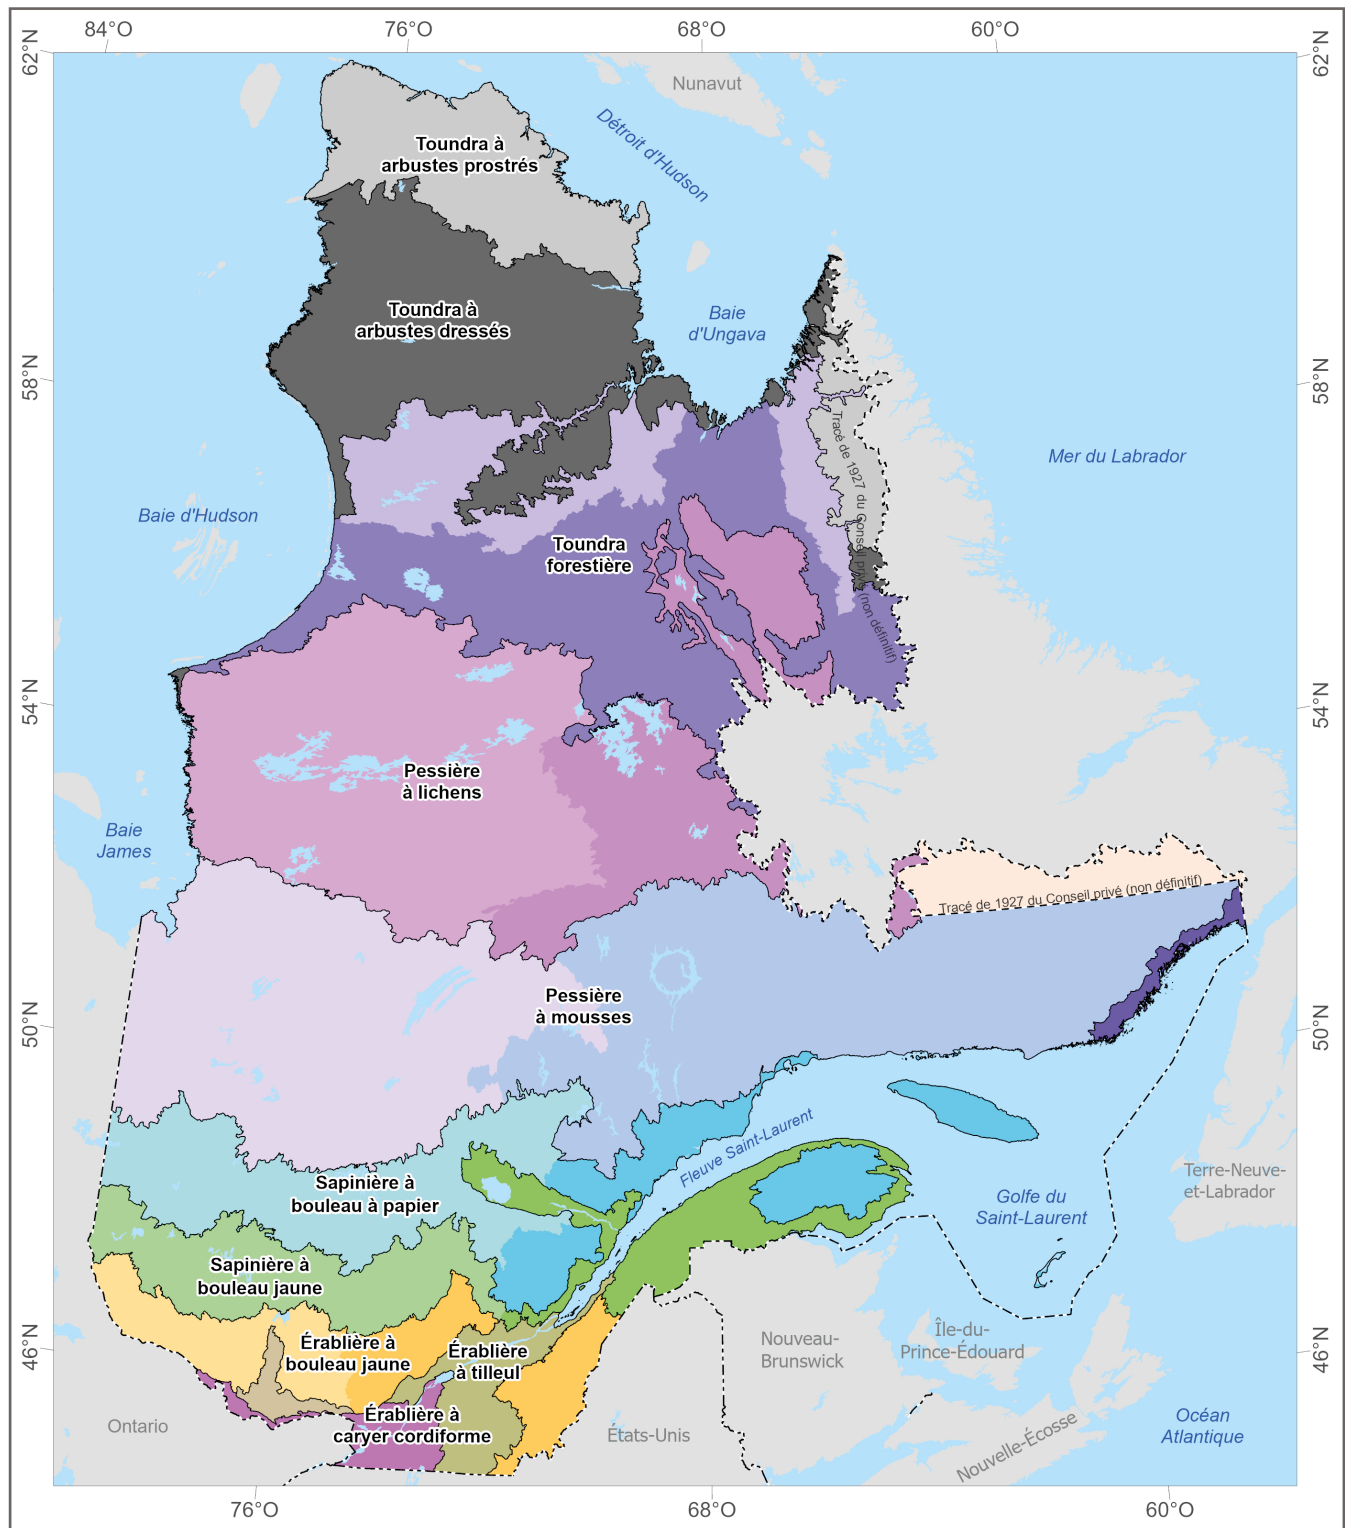 84°O
76°O
68°O
60°O
62°N
62°N
Nunavut
Détroit d'Hudson
Toundra à
arbustes prostrés
Toundra à
arbustes dressés
Baie
d'Ungava
58°N
58°N
Mer du Labrador
Tracé de 1927 du Conseil privé (non définitif)
Baie d'Hudson
Toundra
forestière
54°N
54°N
Pessière
à lichens
Baie
James
Tracé de 1927 du Conseil privé (non définitif)
Pessière
à mousses
50°N
50°N
Fleuve Saint-Laurent
Sapinière à
bouleau à papier
Terre-Neuve-
et-Labrador
Golfe du
Saint-Laurent
Sapinière à
bouleau jaune
Érablière à
bouleau jaune
Érablière
à tilleul
46°N
46°N
Nouveau-
Brunswick
Île-du-
Prince-Édouard
Érablière à
caryer cordiforme
Ontario
États-Unis
Nouvelle-Écosse
Océan
Atlantique
76°O
68°O
60°O